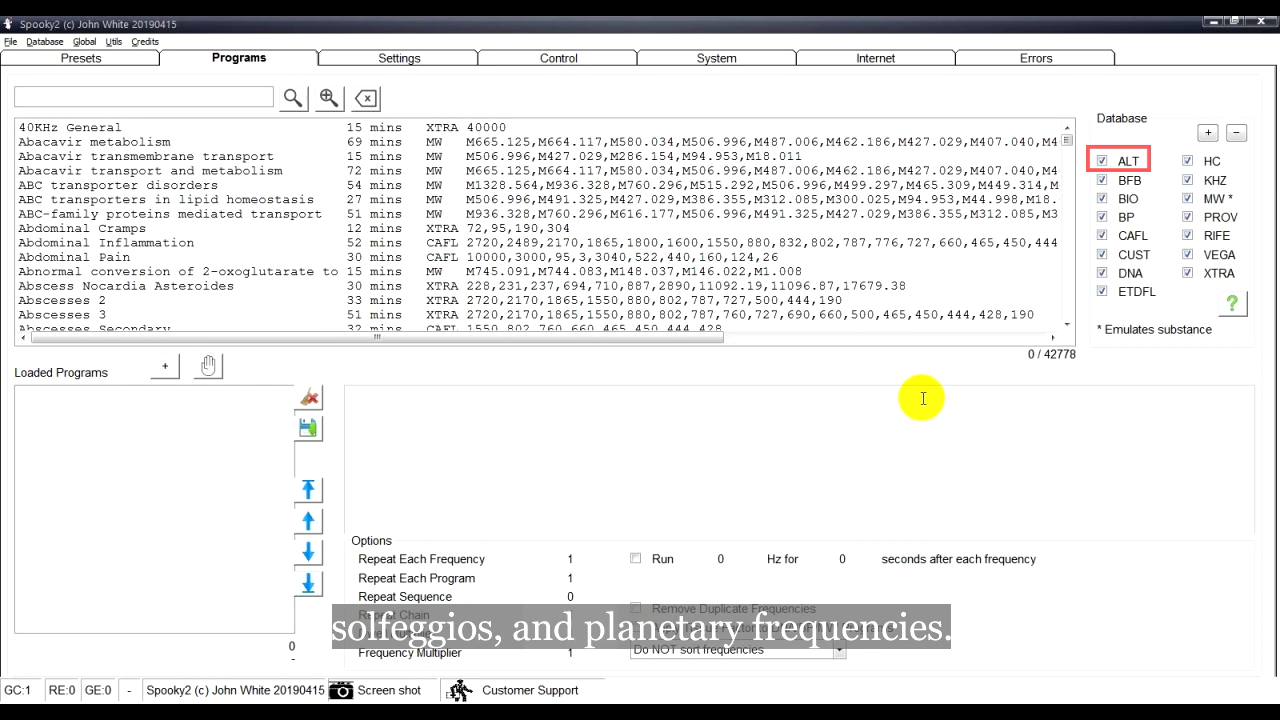 Spooky2 (c) John White 20190415
File Database Global Utils Credits
Presets Programs Settings Control System Internet Errors
40KHz General 15 mins XTRA 40000
Abacavir metabolism 69 mins MW M665.125,M664.117,M580.034,M506.996,M487.006,M462.186,M427.029,M407.040,M4
Abacavir transmembrane transport 15 mins MW M506.996,M427.029,M286.154,M94.953,M18.011
Abacavir transport and metabolism 72 mins MW M665.125,M664.117,M580.034,M506.996,M487.006,M462.186,M427.029,M407.040,M4
ABC transporter disorders 54 mins MW M1328.564,M936.328,M760.296,M515.292,M506.996,M499.297,M465.309,M449.314,M
ABC transporters in lipid homeostasis 27 mins MW M506.996,M491.325,M427.029,M386.355,M312.085,M300.025,M94.953,M44.998,M18.
ABC-family proteins mediated transport 51 mins MW M936.328,M760.296,M616.177,M506.996,M491.325,M427.029,M386.355,M312.085,M3
Abdominal Cramps 12 mins XTRA 72,95,190,304
Abdominal Inflammation 52 mins CAFL 2720,2489,2170,1865,1800,1600,1550,880,832,802,787,776,727,660,465,450,444
Abdominal Pain 30 mins CAFL 10000,3000,95,3,3040,522,440,160,124,26
Abnormal conversion of 2-oxoglutarate to 15 mins MW M745.091,M744.083,M148.037,M146.022,M1.008
Abscess Nocardia Asteroides 30 mins XTRA 228,231,237,694,710,887,2890,11092.19,11096.87,17679.38
Abscesses 2 33 mins XTRA 2720,2170,1865,1550,880,802,787,727,500,444,190
Abscesses 3 51 mins XTRA 2720,2170,1865,1550,880,802,787,760,727,690,660,500,465,450,444,428,190
Abscesses Secondary 32 mins CAFL 1550,802,760,660,465,450,444,428
0 / 42778
Database
+ -
ALT HC
BFB KHZ
BIO MW *
BP PROV
CAFL RIFE
CUST VEGA
DNA XTRA
ETDFL
?
* Emulates substance
Loaded Programs +
0
-
Options
Repeat Each Frequency 1 Run 0 Hz for 0 seconds after each frequency
Repeat Each Program 1
Repeat Sequence 0
Remove Duplicate Frequencies
Repeat Chain
solfeggios, and planetary frequencies.
Frequency Multiplier 1 Do NOT sort frequencies
GC:1 RE:0 GE:0 - Spooky2 (c) John White 20190415 Screen shot Customer Support